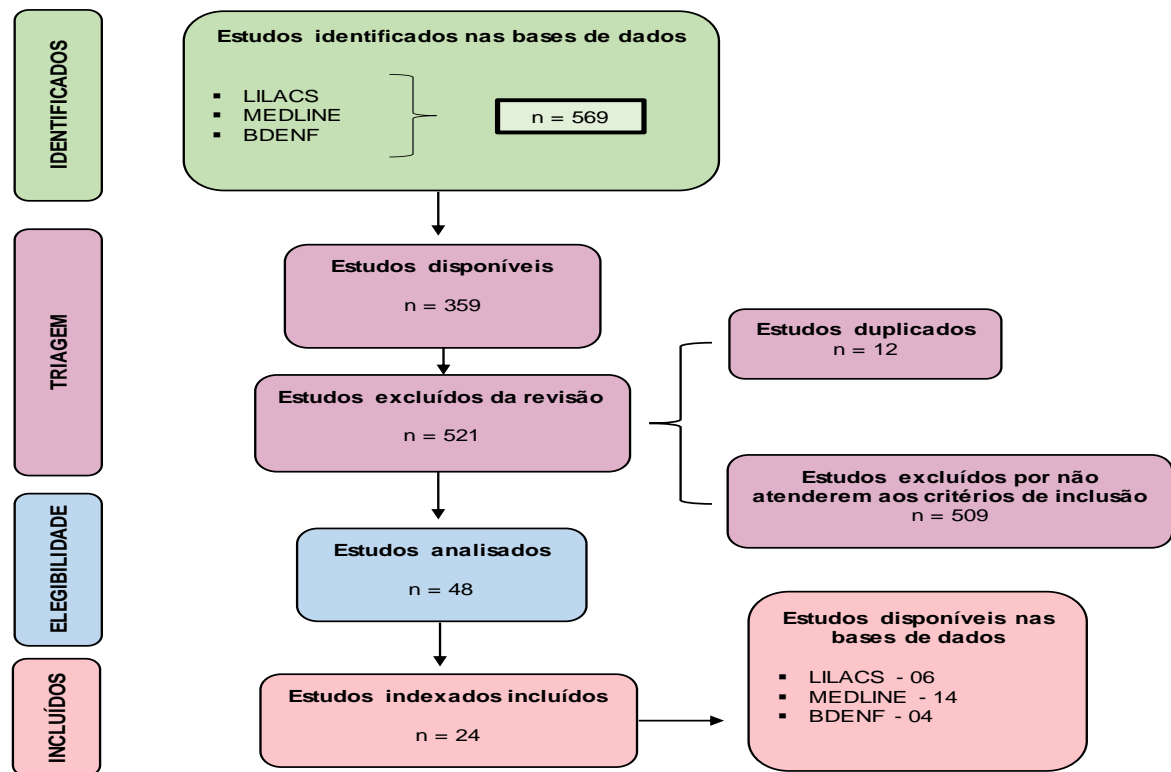 IDENTIFICADOS
Estudos identificados nas bases de dados
▪ LILACS
▪ MEDLINE
▪ BDENF
n = 569
TRIAGEM
Estudos disponíveis
n = 359
Estudos excluídos da revisão
n = 521
Estudos duplicados
n = 12
Estudos excluídos por não
atenderem aos critérios de inclusão
n = 509
ELEGIBILIDADE
Estudos analisados
n = 48
INCLUÍDOS
Estudos indexados incluídos
n = 24
Estudos disponíveis nas
bases de dados
▪ LILACS - 06
▪ MEDLINE - 14
▪ BDENF - 04